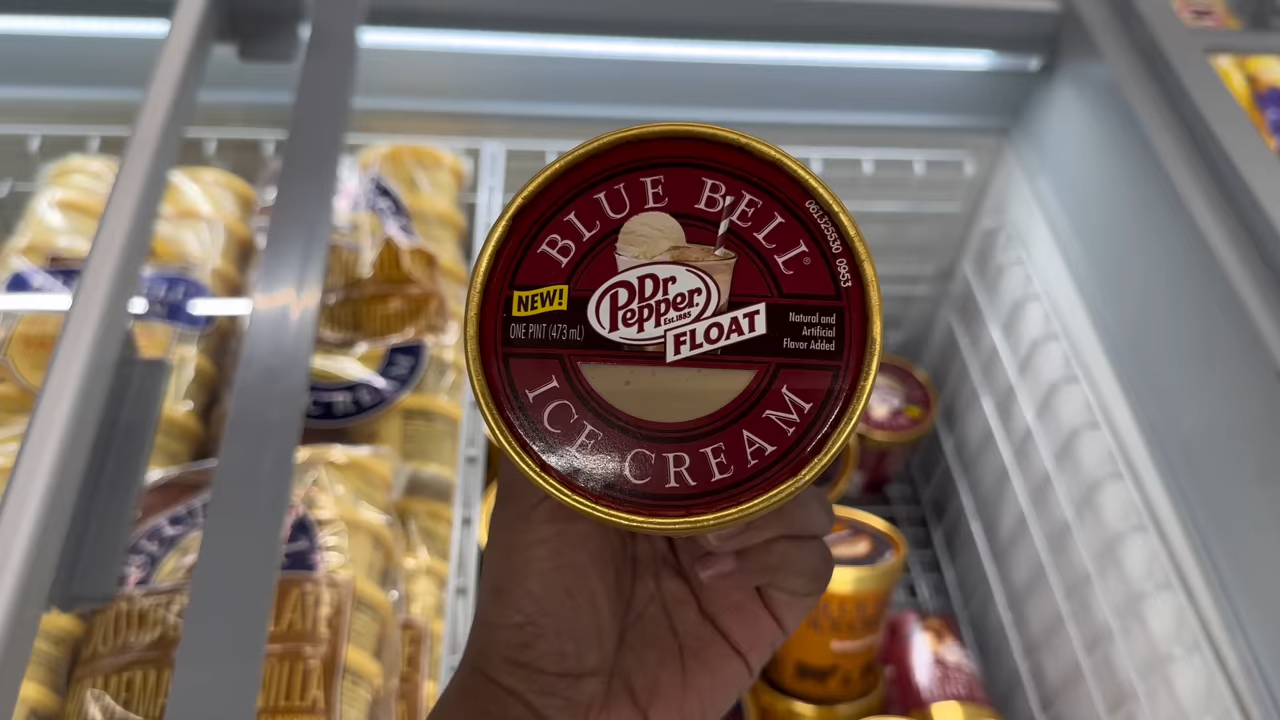 BLUE BELL®
061325530 0953
NEW!
ONE PINT (473 mL)
Dr
Pepper
Est.1885
FLOAT
Natural and
Artificial
Flavor Added
ICE CREAM